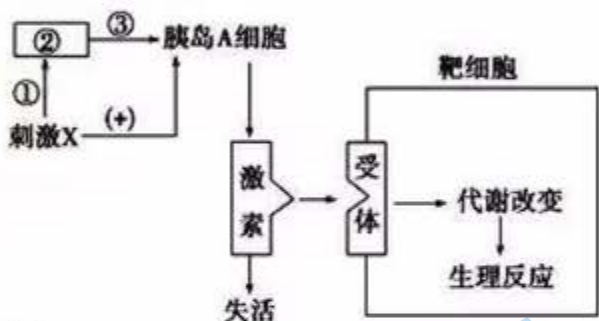 ② ③ 胰岛A细胞
①
刺激X (+)
靶细胞
激素
受体
代谢改变
生理反应
失活